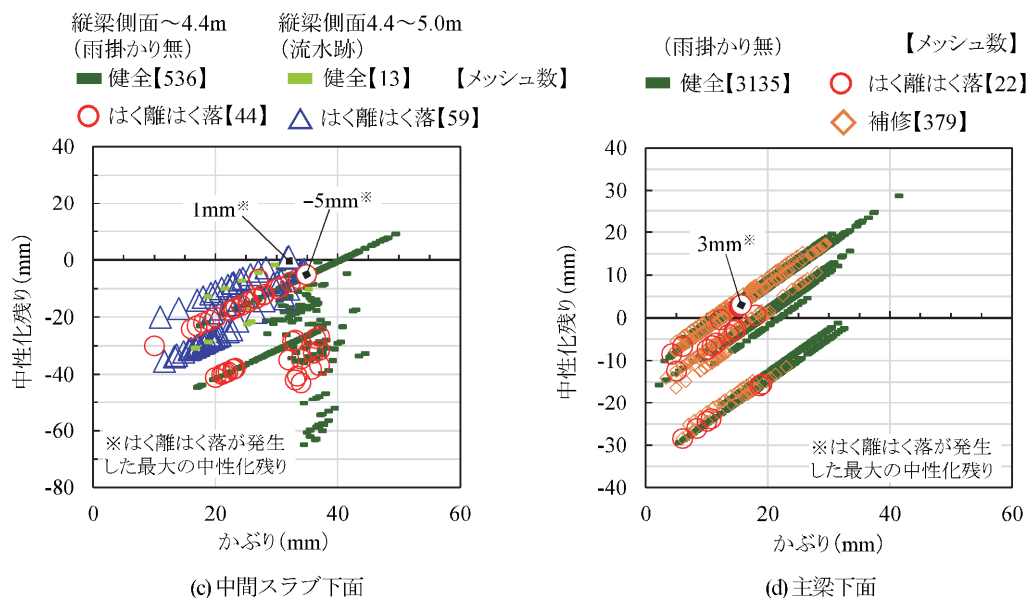 縦梁側面～4.4m
（雨掛かり無）
健全【536】
はく離はく落【44】
縦梁側面4.4～5.0m
（流水跡）
健全【13】
【メッシュ数】
はく離はく落【59】
40
20
0
-20
-40
-60
-80
中性化残り（mm）
1mm※
−5mm※
※はく離はく落が発生
した最大の中性化残り
0
20
40
60
かぶり（mm）
(c) 中間スラブ下面
（雨掛かり無）
【メッシュ数】
健全【3135】
はく離はく落【22】
補修【379】
40
30
20
10
0
-10
-20
-30
-40
中性化残り（mm）
3mm※
※はく離はく落が発生
した最大の中性化残り
0
20
40
60
かぶり（mm）
(d) 主梁下面